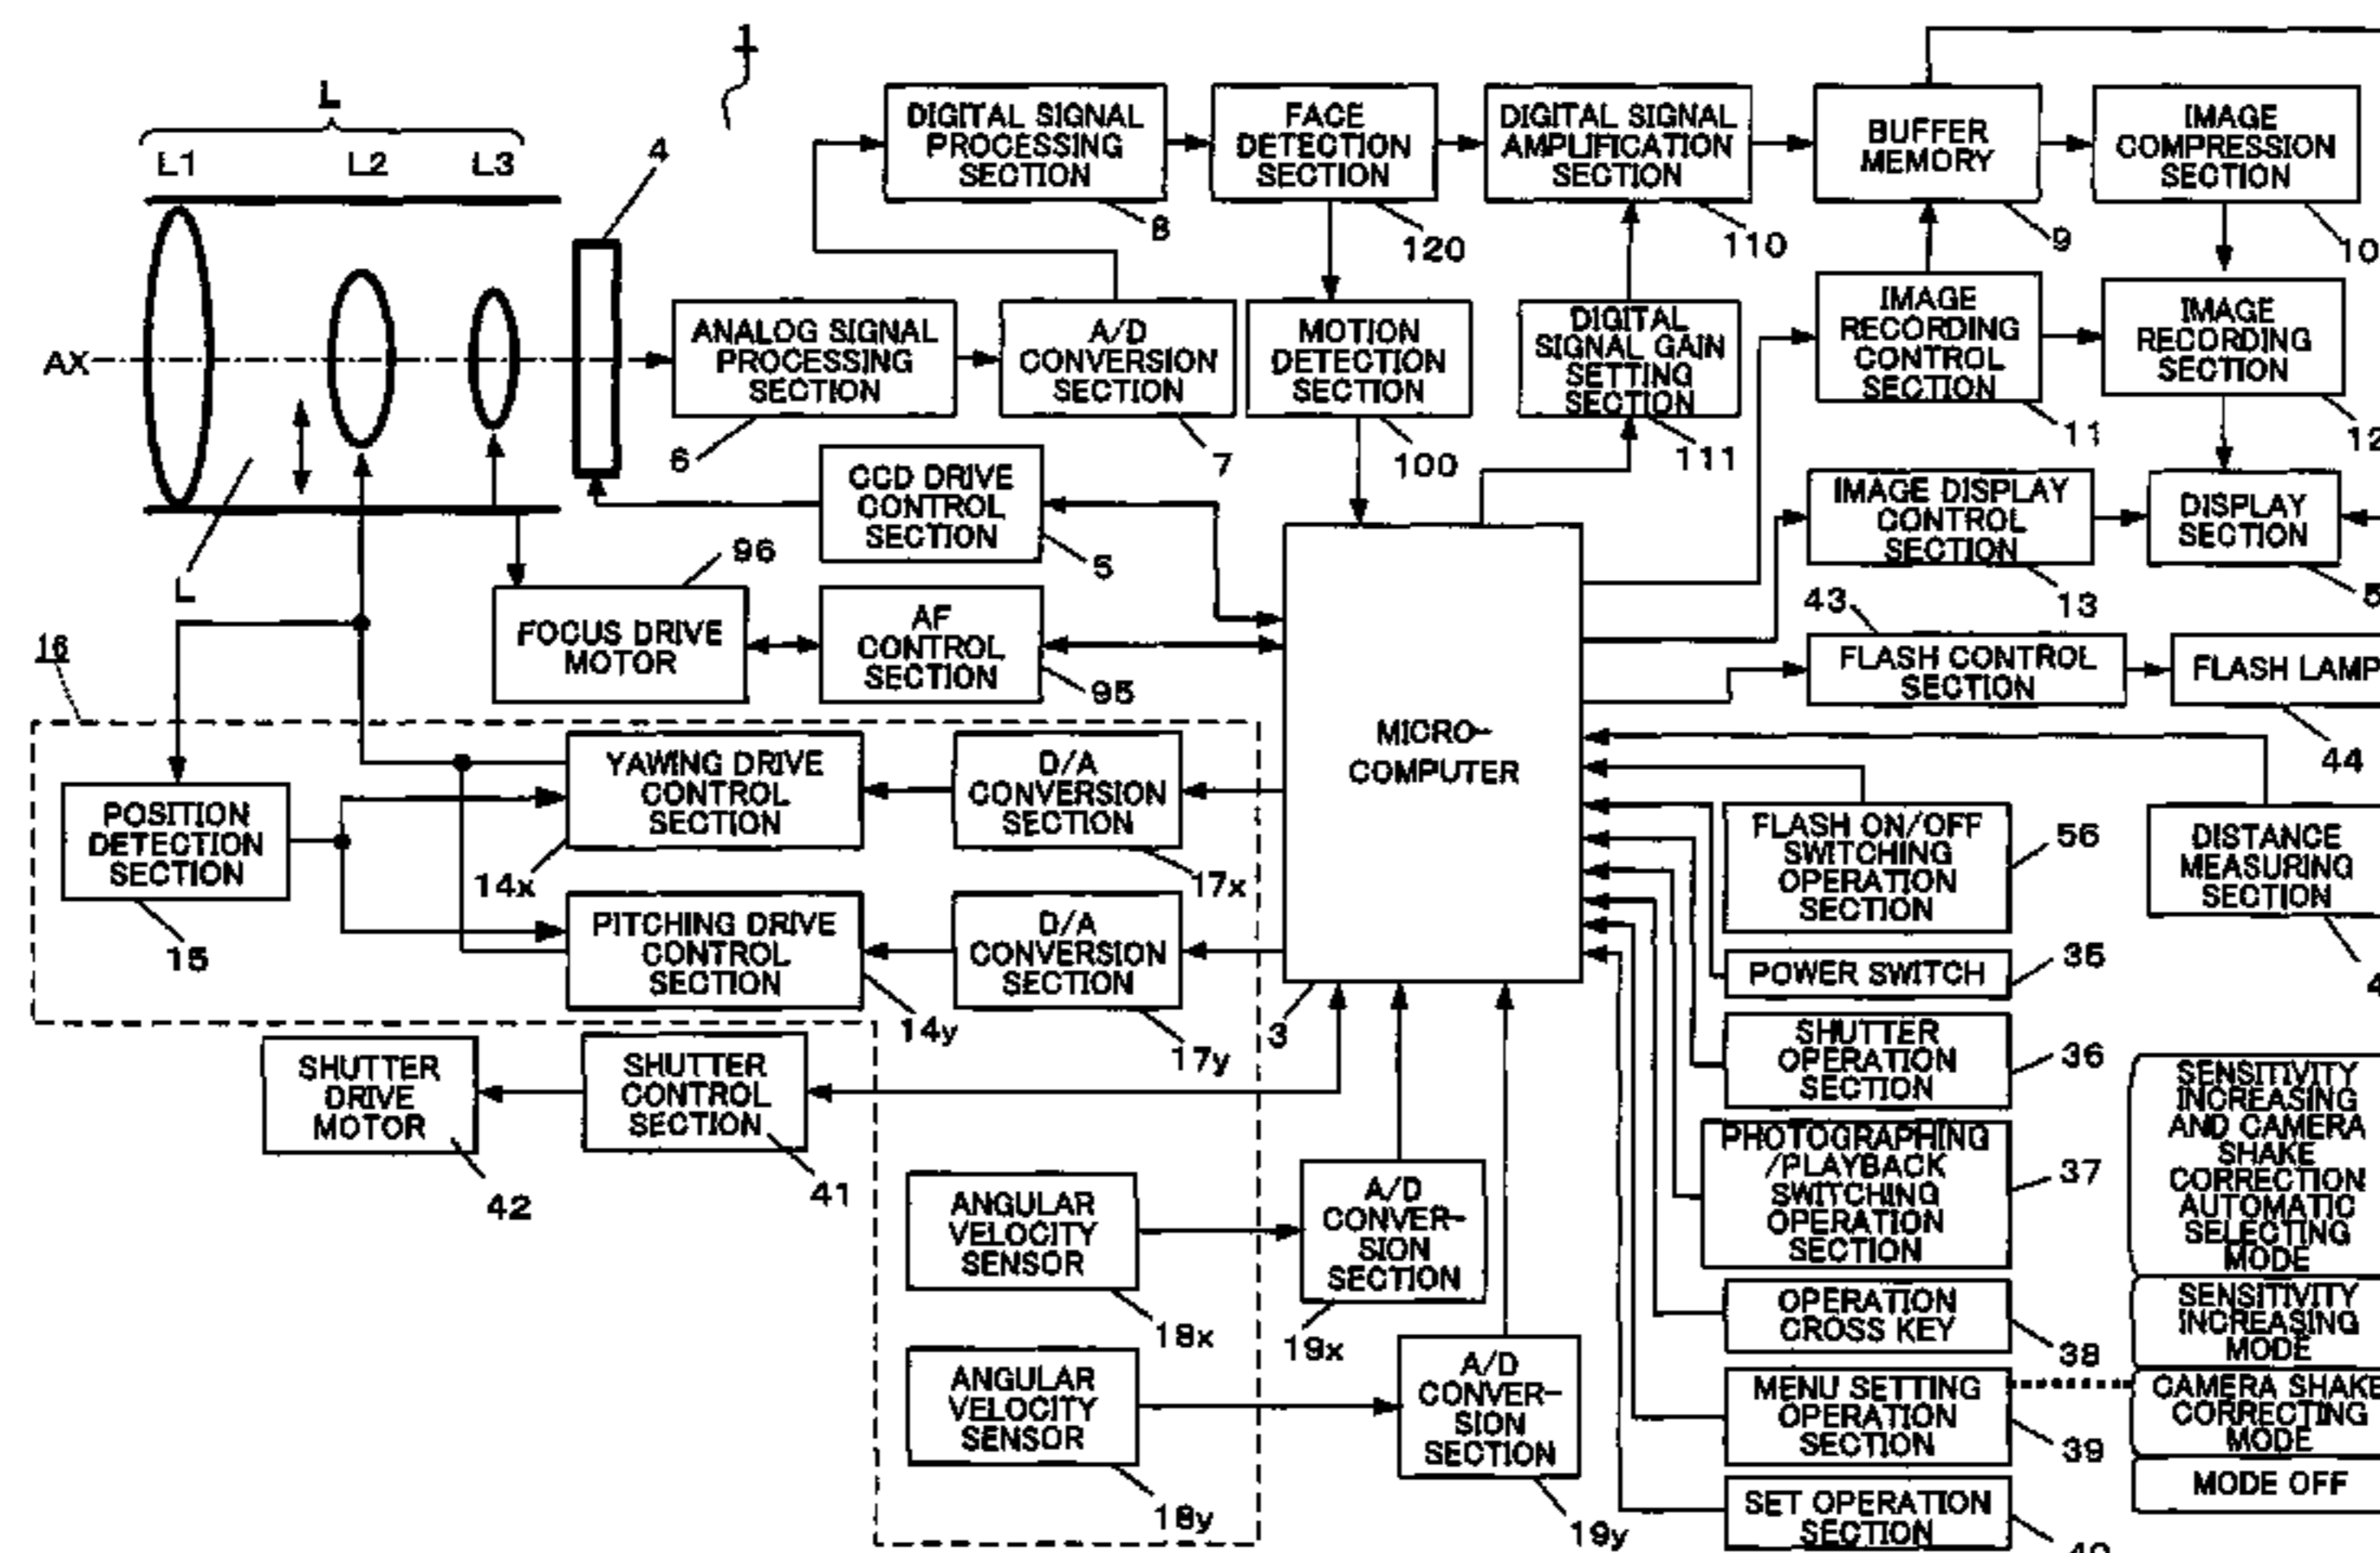 1
L
L1 L2 L3
4
AX
L
DIGITAL SIGNAL
PROCESSING
SECTION
8
FACE
DETECTION
SECTION
120
DIGITAL SIGNAL
AMPLIFICATION
SECTION
110
BUFFER
MEMORY
9
IMAGE
COMPRESSION
SECTION
10
ANALOG SIGNAL
PROCESSING
SECTION
6
A/D
CONVERSION
SECTION
7
MOTION
DETECTION
SECTION
100
DIGITAL
SIGNAL GAIN
SETTING
SECTION
111
IMAGE
RECORDING
CONTROL
SECTION
11
IMAGE
RECORDING
SECTION
12
CCD DRIVE
CONTROL
SECTION
5
IMAGE DISPLAY
CONTROL
SECTION
13
DISPLAY
SECTION
5
96
FOCUS DRIVE
MOTOR
AF
CONTROL
SECTION
95
43
FLASH CONTROL
SECTION
FLASH LAMP
44
16
POSITION
DETECTION
SECTION
15
YAWING DRIVE
CONTROL
SECTION
14x
D/A
CONVERSION
SECTION
17x
PITCHING DRIVE
CONTROL
SECTION
14y
D/A
CONVERSION
SECTION
17y
MICRO-
COMPUTER
3
FLASH ON/OFF
SWITCHING
OPERATION
SECTION
56
DISTANCE
MEASURING
SECTION
4
POWER SWITCH
35
SHUTTER
OPERATION
SECTION
36
PHOTOGRAPHING
/PLAYBACK
SWITCHING
OPERATION
SECTION
37
OPERATION
CROSS KEY
38
MENU SETTING
OPERATION
SECTION
39
SET OPERATION
SECTION
40
SHUTTER
DRIVE
MOTOR
42
SHUTTER
CONTROL
SECTION
41
ANGULAR
VELOCITY
SENSOR
18x
A/D
CONVER-
SION
SECTION
19x
ANGULAR
VELOCITY
SENSOR
18y
A/D
CONVER-
SION
SECTION
19y
SENSITIVITY
INCREASING
AND CAMERA
SHAKE
CORRECTION
AUTOMATIC
SELECTING
MODE
SENSITIVITY
INCREASING
MODE
CAMERA SHAKE
CORRECTING
MODE
MODE OFF